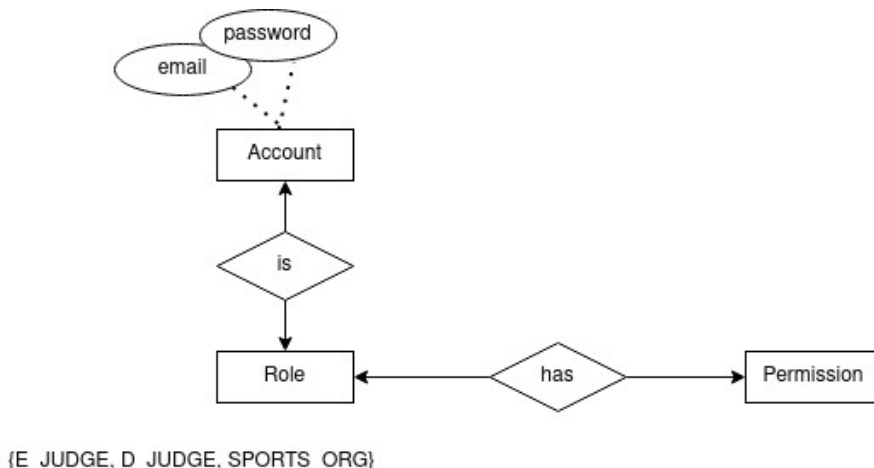 password
email
Account
is
Role
has
Permission
{E_JUDGE, D_JUDGE, SPORTS_ORG}